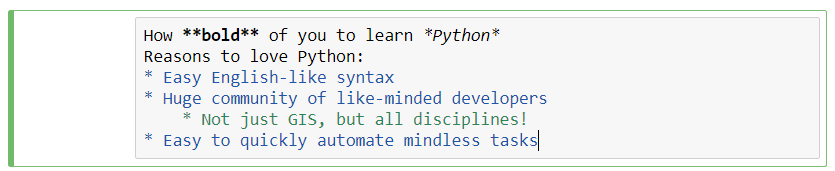 How **bold** of you to learn *Python*
Reasons to love Python:
* Easy English-like syntax
* Huge community of like-minded developers
    * Not just GIS, but all disciplines!
* Easy to quickly automate mindless tasks